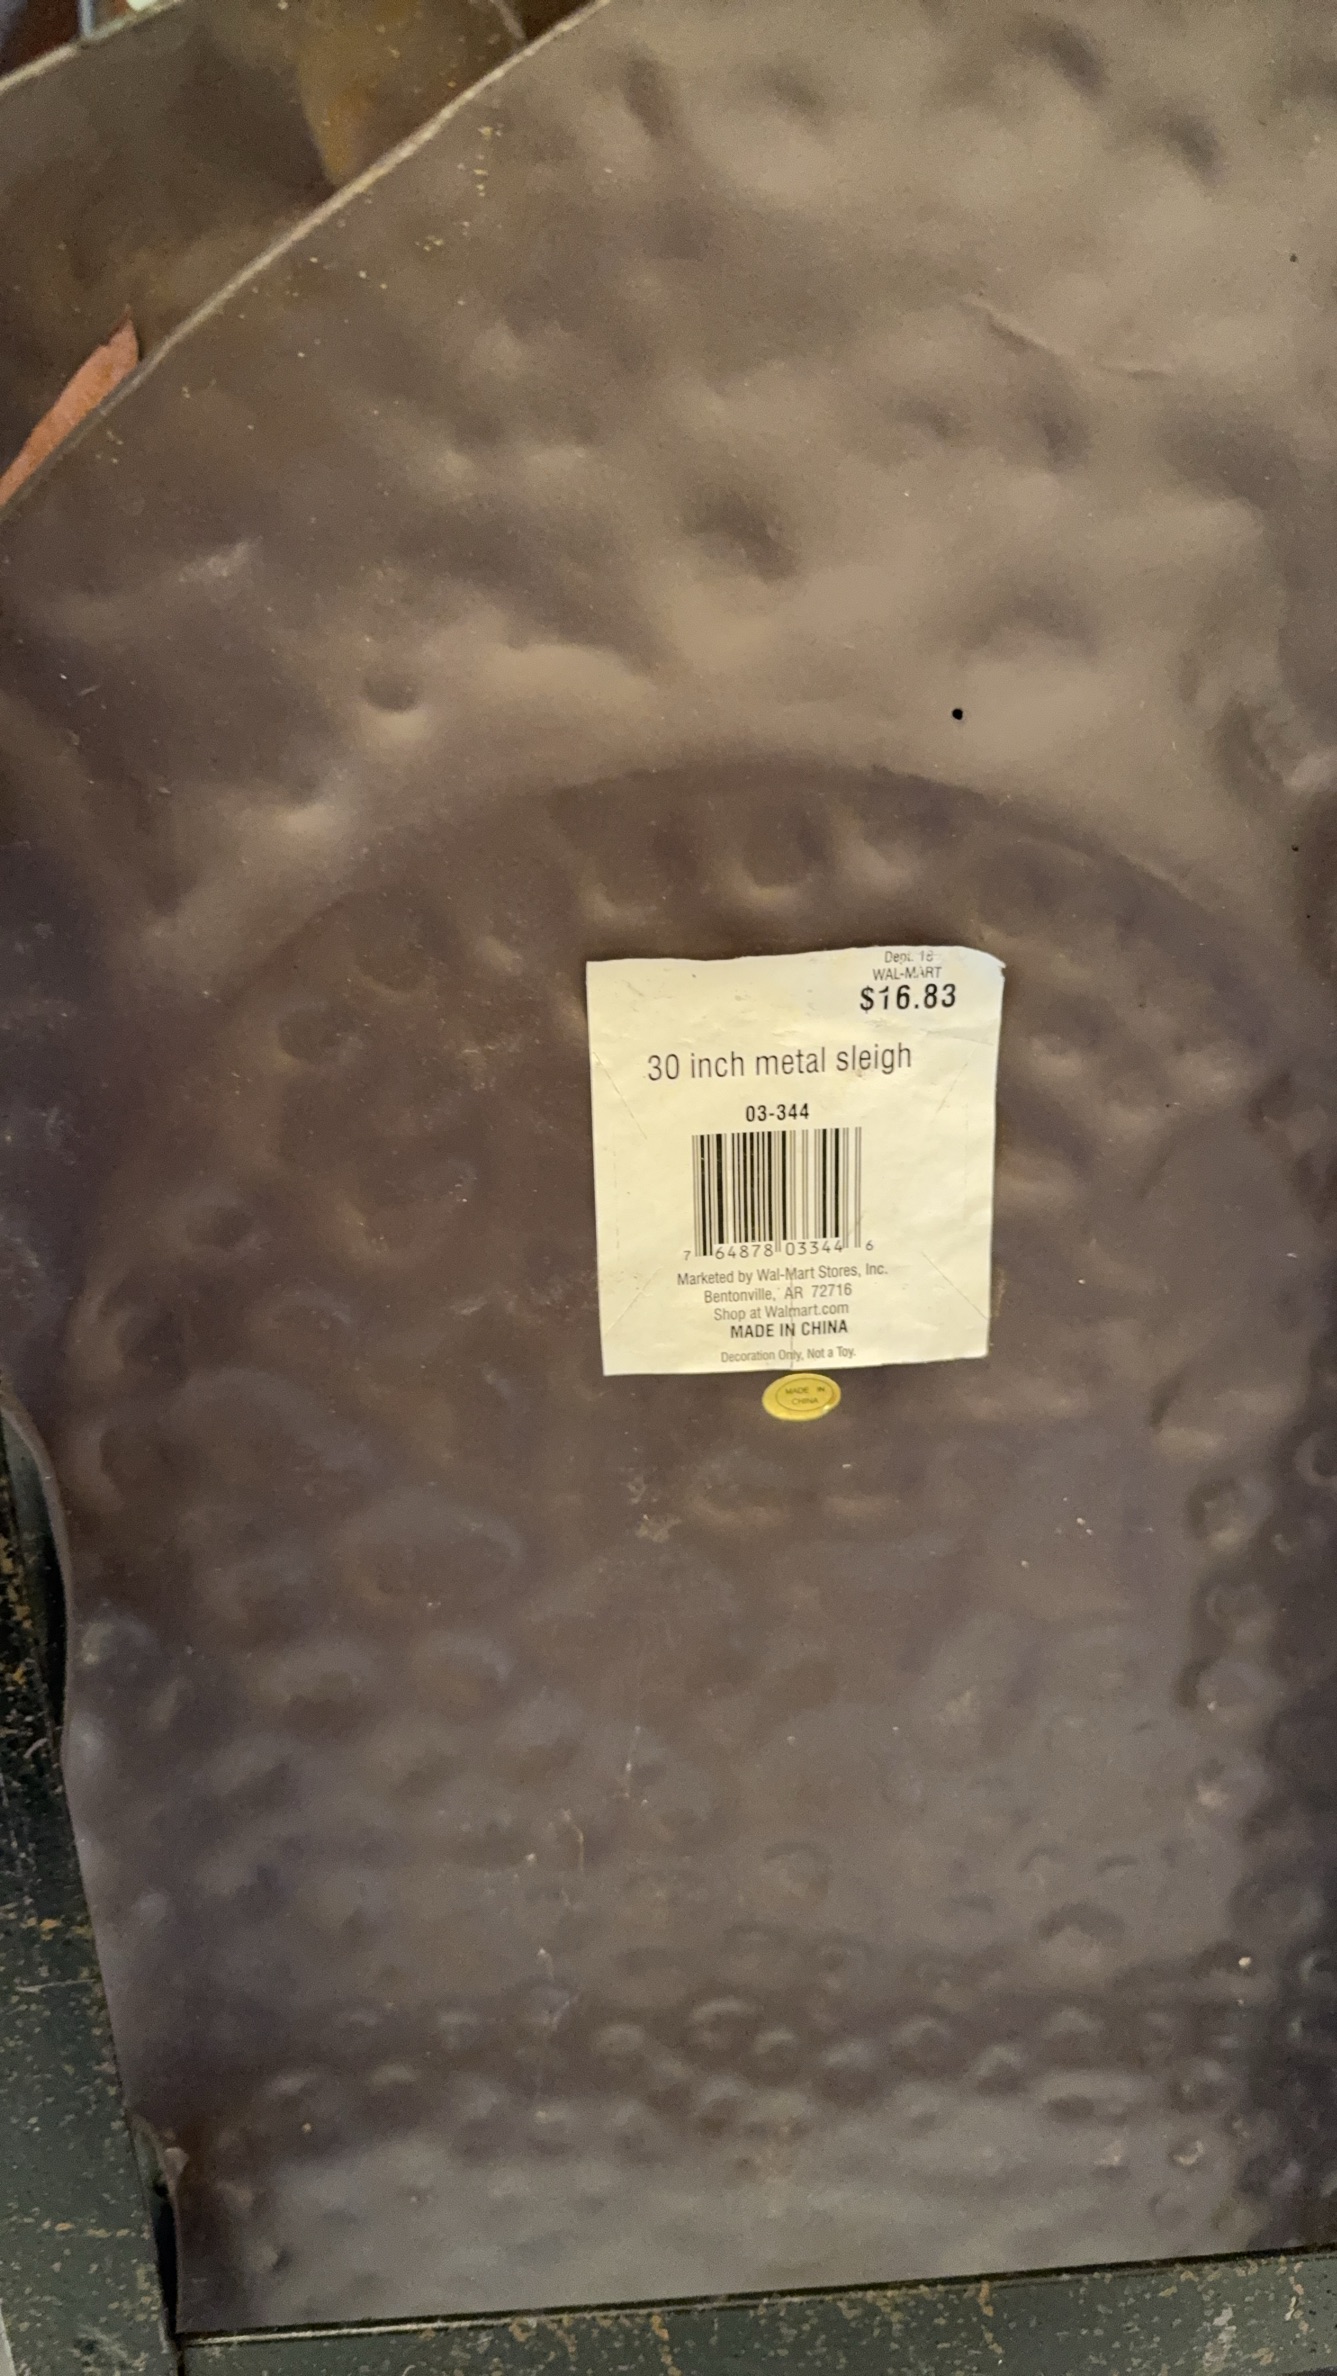 Dept. 18
WAL-MART
$16.83
30 inch metal sleigh
03-344
7 64878 03344 6
Marketed by Wal-Mart Stores, Inc.
Bentonville, AR 72716
Shop at Walmart.com
MADE IN CHINA
Decoration Only, Not a Toy.
MADE IN
CHINA